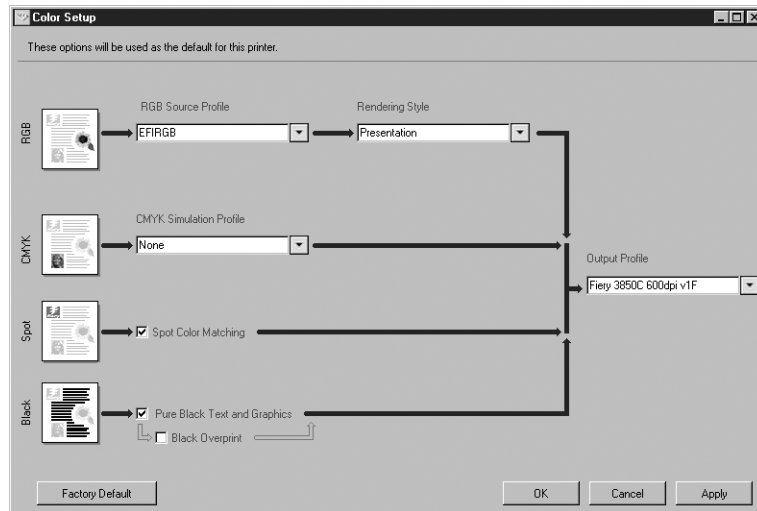 Color Setup
These options will be used as the default for this printer.
RGB Source Profile
Rendering Style
RGB
EFIRGB
Presentation
CMYK Simulation Profile
CMYK
None
Output Profile
Fiery 3850C 600dpi v1F
Spot
Spot Color Matching
Black
Pure Black Text and Graphics
Black Overprint
Factory Default
OK
Cancel
Apply